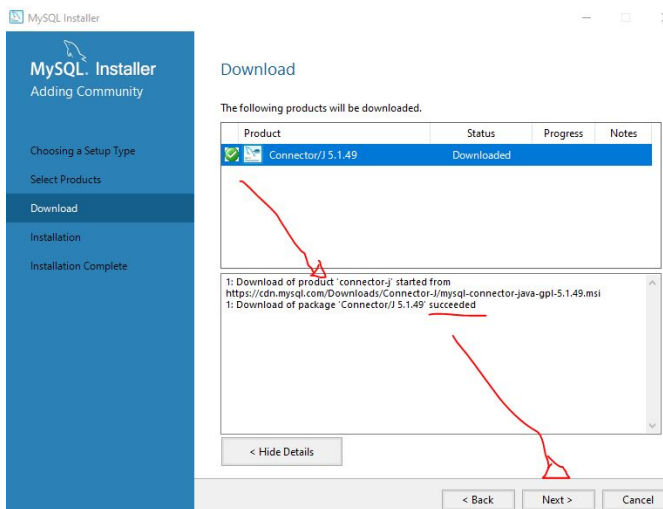 MySQL Installer
MySQL. Installer
Adding Community
Choosing a Setup Type
Select Products
Download
Installation
Installation Complete
Download
The following products will be downloaded.
Product Status Progress Notes
Connector/J 5.1.49 Downloaded
1: Download of product 'connector-j' started from
https://cdn.mysql.com/Downloads/Connector-J/mysql-connector-java-gpl-5.1.49.msi
1: Download of package 'Connector/J 5.1.49' succeeded
< Hide Details
< Back Next > Cancel